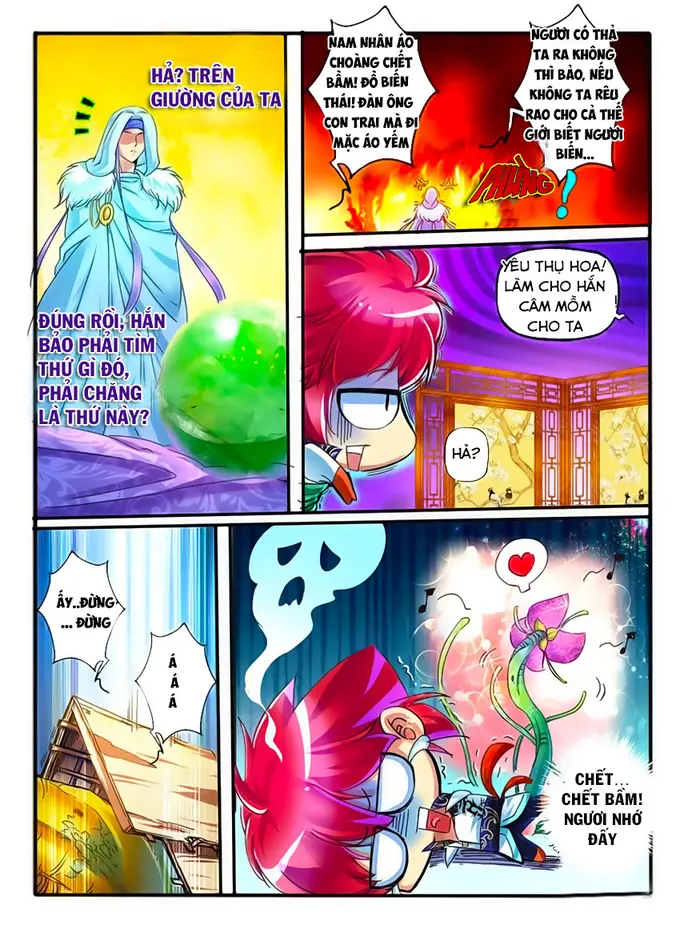 NAM NHÂN ÁO
CHOÀNG CHẾT
BẦM! ĐỒ BIẾN
THÁI! ĐÀN ÔNG
CON TRAI MÀ ĐI
MẶC ÁO YẾM
NGƯƠI CÓ THẢ
TA RA KHÔNG
THÌ BẢO, NẾU
KHÔNG TA RÊU
RAO CHO CẢ THẾ
GIỚI BIẾT NGƯƠI
BIẾN...
PHỪNG
!
?
HẢ? TRÊN
GIƯỜNG CỦA TA
ĐÚNG RỒI, HẮN
BẢO PHẢI TÌM
THỨ GÌ ĐÓ,
PHẢI CHĂNG
LÀ THỨ NÀY?
YÊU THỤ HOA!
LÀM CHO HẮN
CÂM MỒM
CHO TA
HẢ?
ẤY..ĐỪNG
... ĐỪNG
Á
Á
Á
CHẾT...
CHẾT BẦM!
NGƯƠI NHỚ
ĐẤY